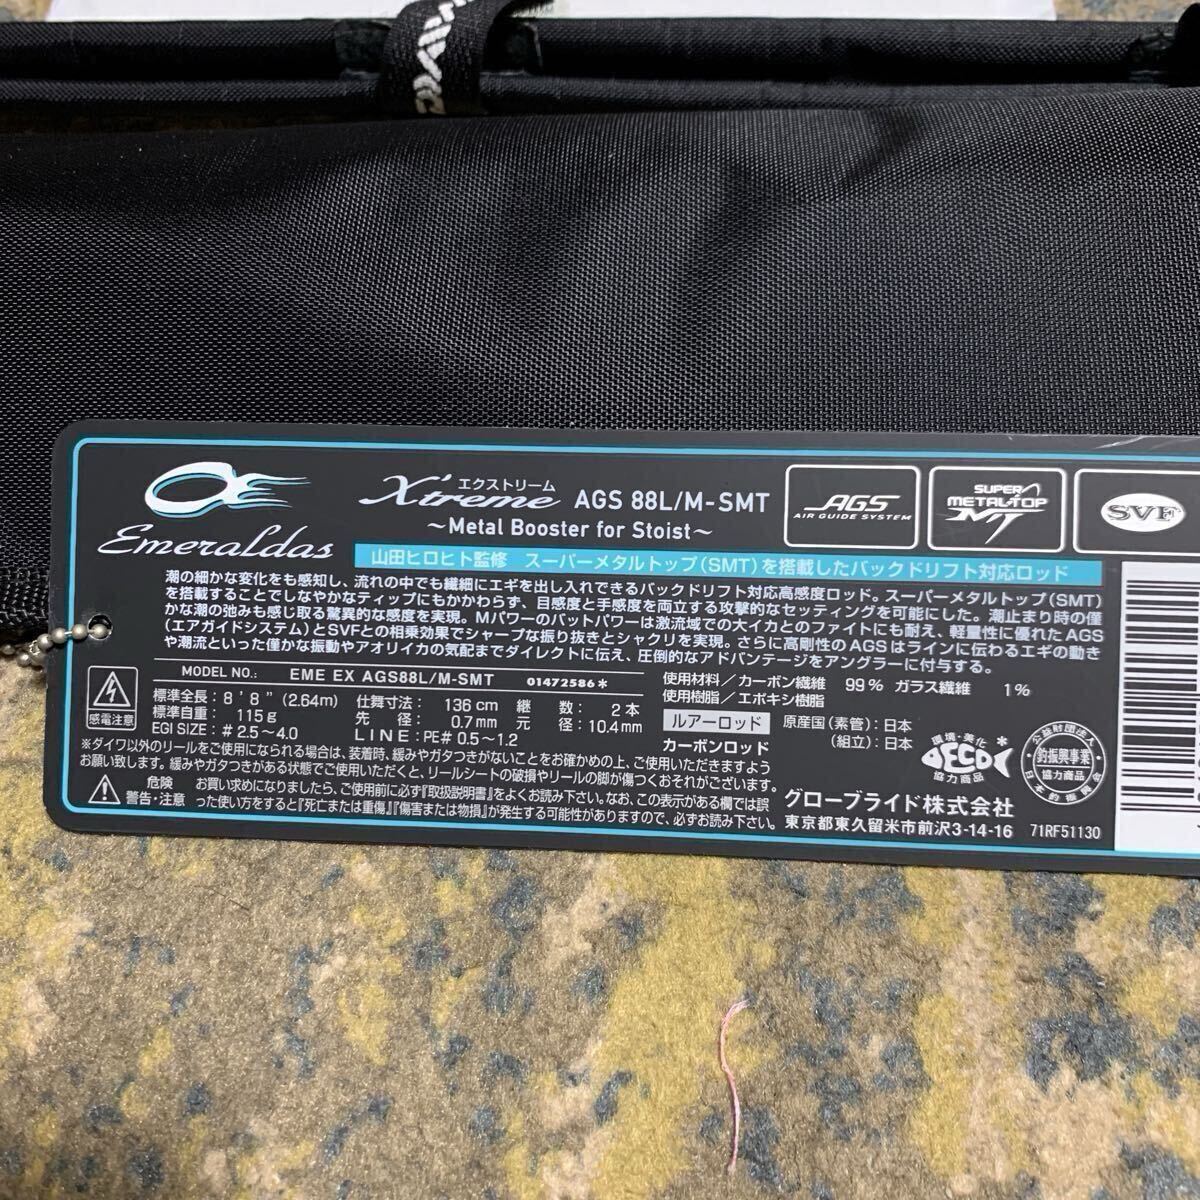 DAIWA
Emeraldas
エクストリーム
X'treme AGS 88L/M-SMT
～Metal Booster for Stoist～
AGS
AIR GUIDE SYSTEM
SUPER
METAL-TOP
MT
SVF
山田ヒロヒト監修 スーパーメタルトップ(SMT)を搭載したバックドリフト対応ロッド
潮の細かな変化をも感知し、流れの中でも繊細にエギを出し入れできるバックドリフト対応高感度ロッド。スーパーメタルトップ(SMT)
を搭載することでしなやかなティップにもかかわらず、目感度と手感度を両立する攻撃的なセッティングを可能にした。潮止まり時の僅
かな潮の弛みも感じ取る驚異的な感度を実現。Mパワーのバットパワーは激流域での大イカとのファイトにも耐え、軽量性に優れたAGS
(エアガイドシステム)とSVFとの相乗効果でシャープな振り抜きとシャクリを実現。さらに高剛性のAGSはラインに伝わるエギの動き
や潮流といった僅かな振動やアオリイカの気配までダイレクトに伝え、圧倒的なアドバンテージをアングラーに付与する。
MODEL NO.: EME EX AGS88L/M-SMT 01472586*
感電注意
標準全長：8'8"(2.64m) 仕舞寸法： 136cm 継 数： 2本
標準自重： 115g 先 径： 0.7mm 元 径：10.4mm
EGI SIZE：#2.5~4.0 LINE：PE#0.5~1.2
使用材料／カーボン繊維 99% ガラス繊維 1%
使用樹脂／エポキシ樹脂
ルアーロッド
カーボンロッド
原産国(素管)：日本
(組立)：日本
環境・美化
ECO
協力商品
公益財団法人
日本釣振興会
釣振興事業
協力商品
※ダイワ以外のリールをご使用になられる場合は、装着時、緩みやガタつきがないことをお確かめの上、ご使用いただきますよう
お願い致します。緩みやガタつきがある状態でご使用いただくと、リールシートの破損やリールの脚が傷つくおそれがございます。
危険
警告・注意
お買い求めになりましたら、ご使用前に必ず『取扱説明書』をよくお読み下さい。なお、この表示がある欄では誤
った使い方をすると『死亡または重傷』『傷害または物損』が発生する可能性がありますので、必ずお読み下さい。
グローブライド株式会社
東京都東久留米市前沢3-14-16 71RF51130